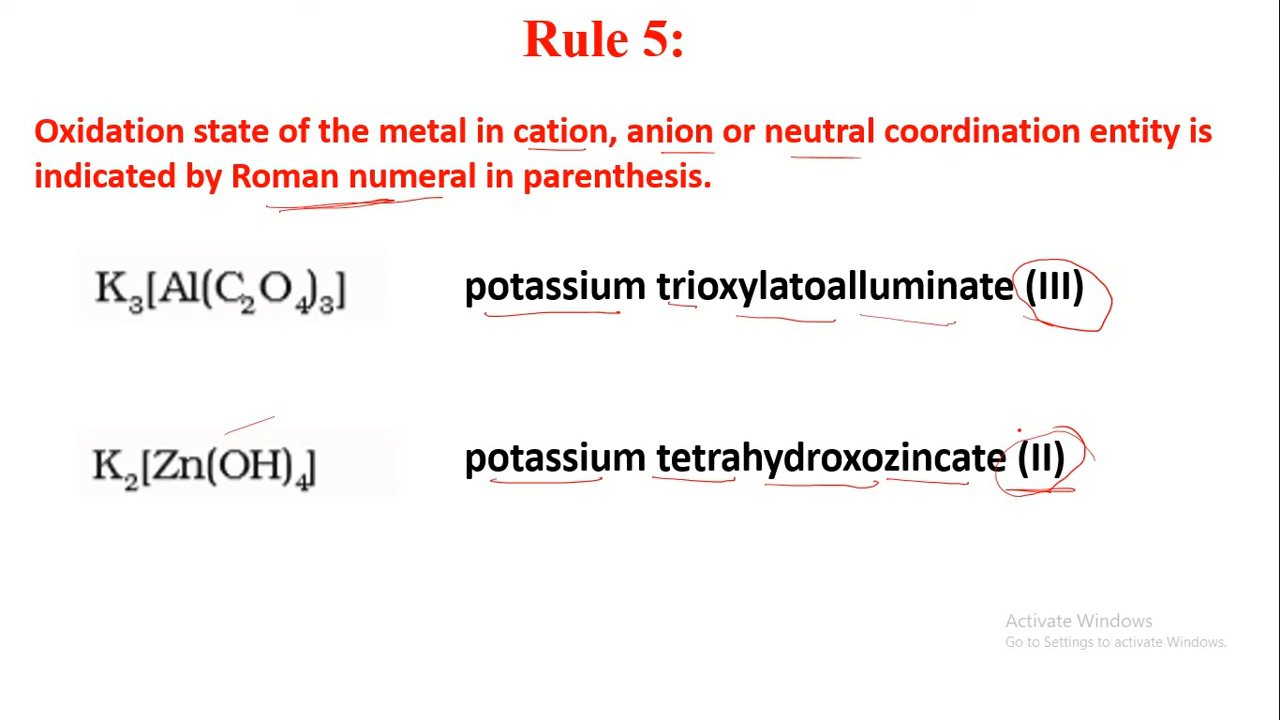 Rule 5:
Oxidation state of the metal in cation, anion or neutral coordination entity is
indicated by Roman numeral in parenthesis.
K₃[Al(C₂O₄)₃] potassium trioxylatoalluminate (III)
K₂[Zn(OH)₄] potassium tetrahydroxozincate (II)
Activate Windows
Go to Settings to activate Windows.